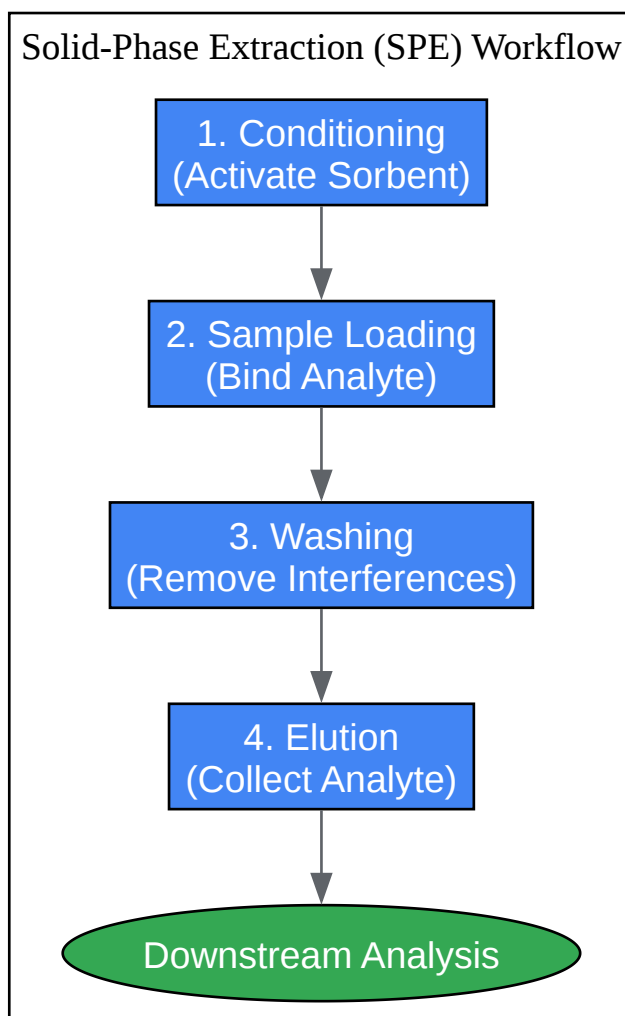 Solid-Phase Extraction (SPE) Workflow
1. Conditioning
(Activate Sorbent)
2. Sample Loading
(Bind Analyte)
3. Washing
(Remove Interferences)
4. Elution
(Collect Analyte)
Downstream Analysis